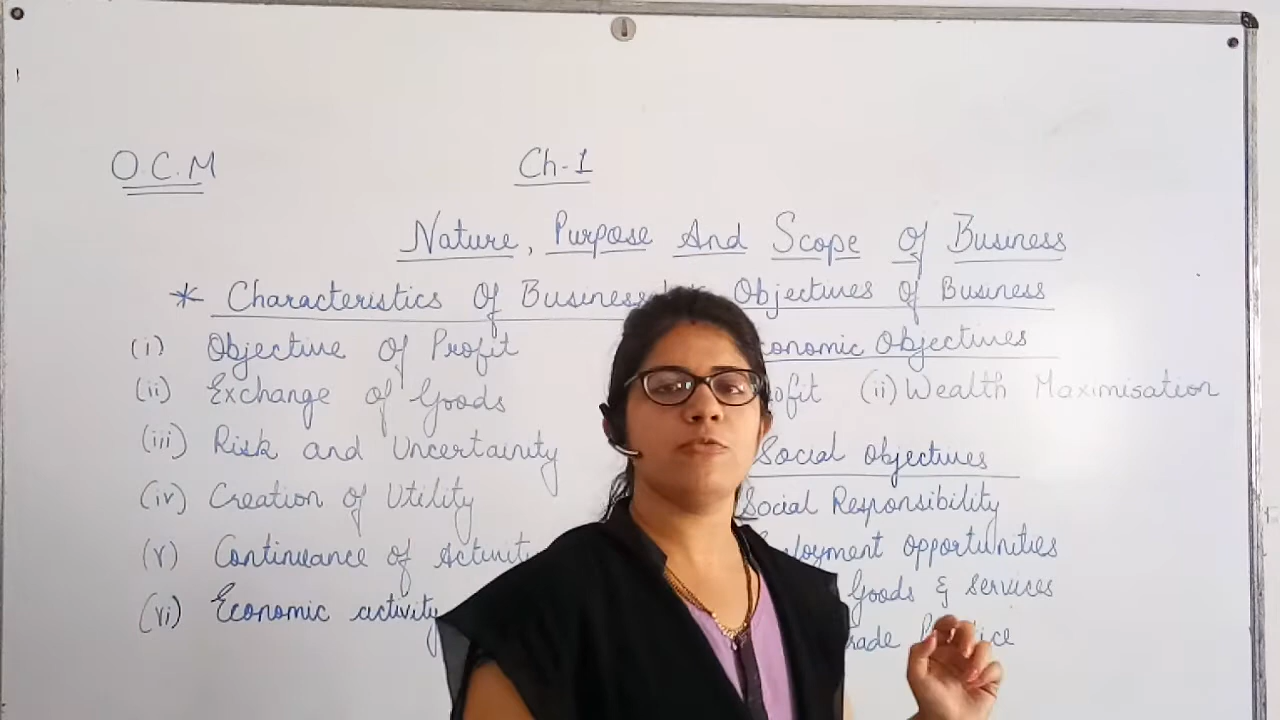 O.C.M Ch-1
Nature, Purpose And Scope Of Business
* Characteristics Of Business
(i) Objective Of Profit
(ii) Exchange of Goods
(iii) Risk and Uncertainity
(iv) Creation of Utility
(v) Continuance of
(vi) Economic activity
Objectives Of Business
Objectives
(ii) Wealth Maximisation
Social Objectives
Social Responsibility
opportunities
Goods & Services